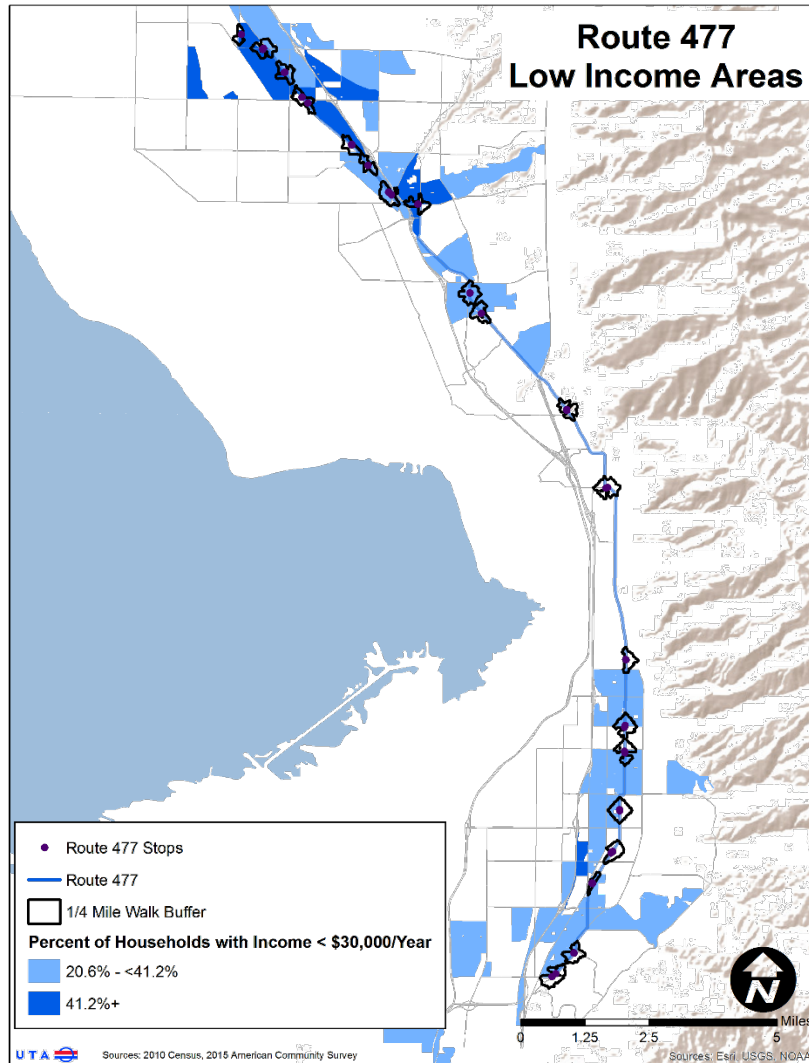 Route 477
Low Income Areas
Route 477 Stops
Route 477
1/4 Mile Walk Buffer
Percent of Households with Income < $30,000/Year
20.6% - <41.2%
41.2%+
N
Miles
0 1.25 2.5 5
UTA Sources: 2010 Census, 2015 American Community Survey
Sources: Esri, USGS, NOAA